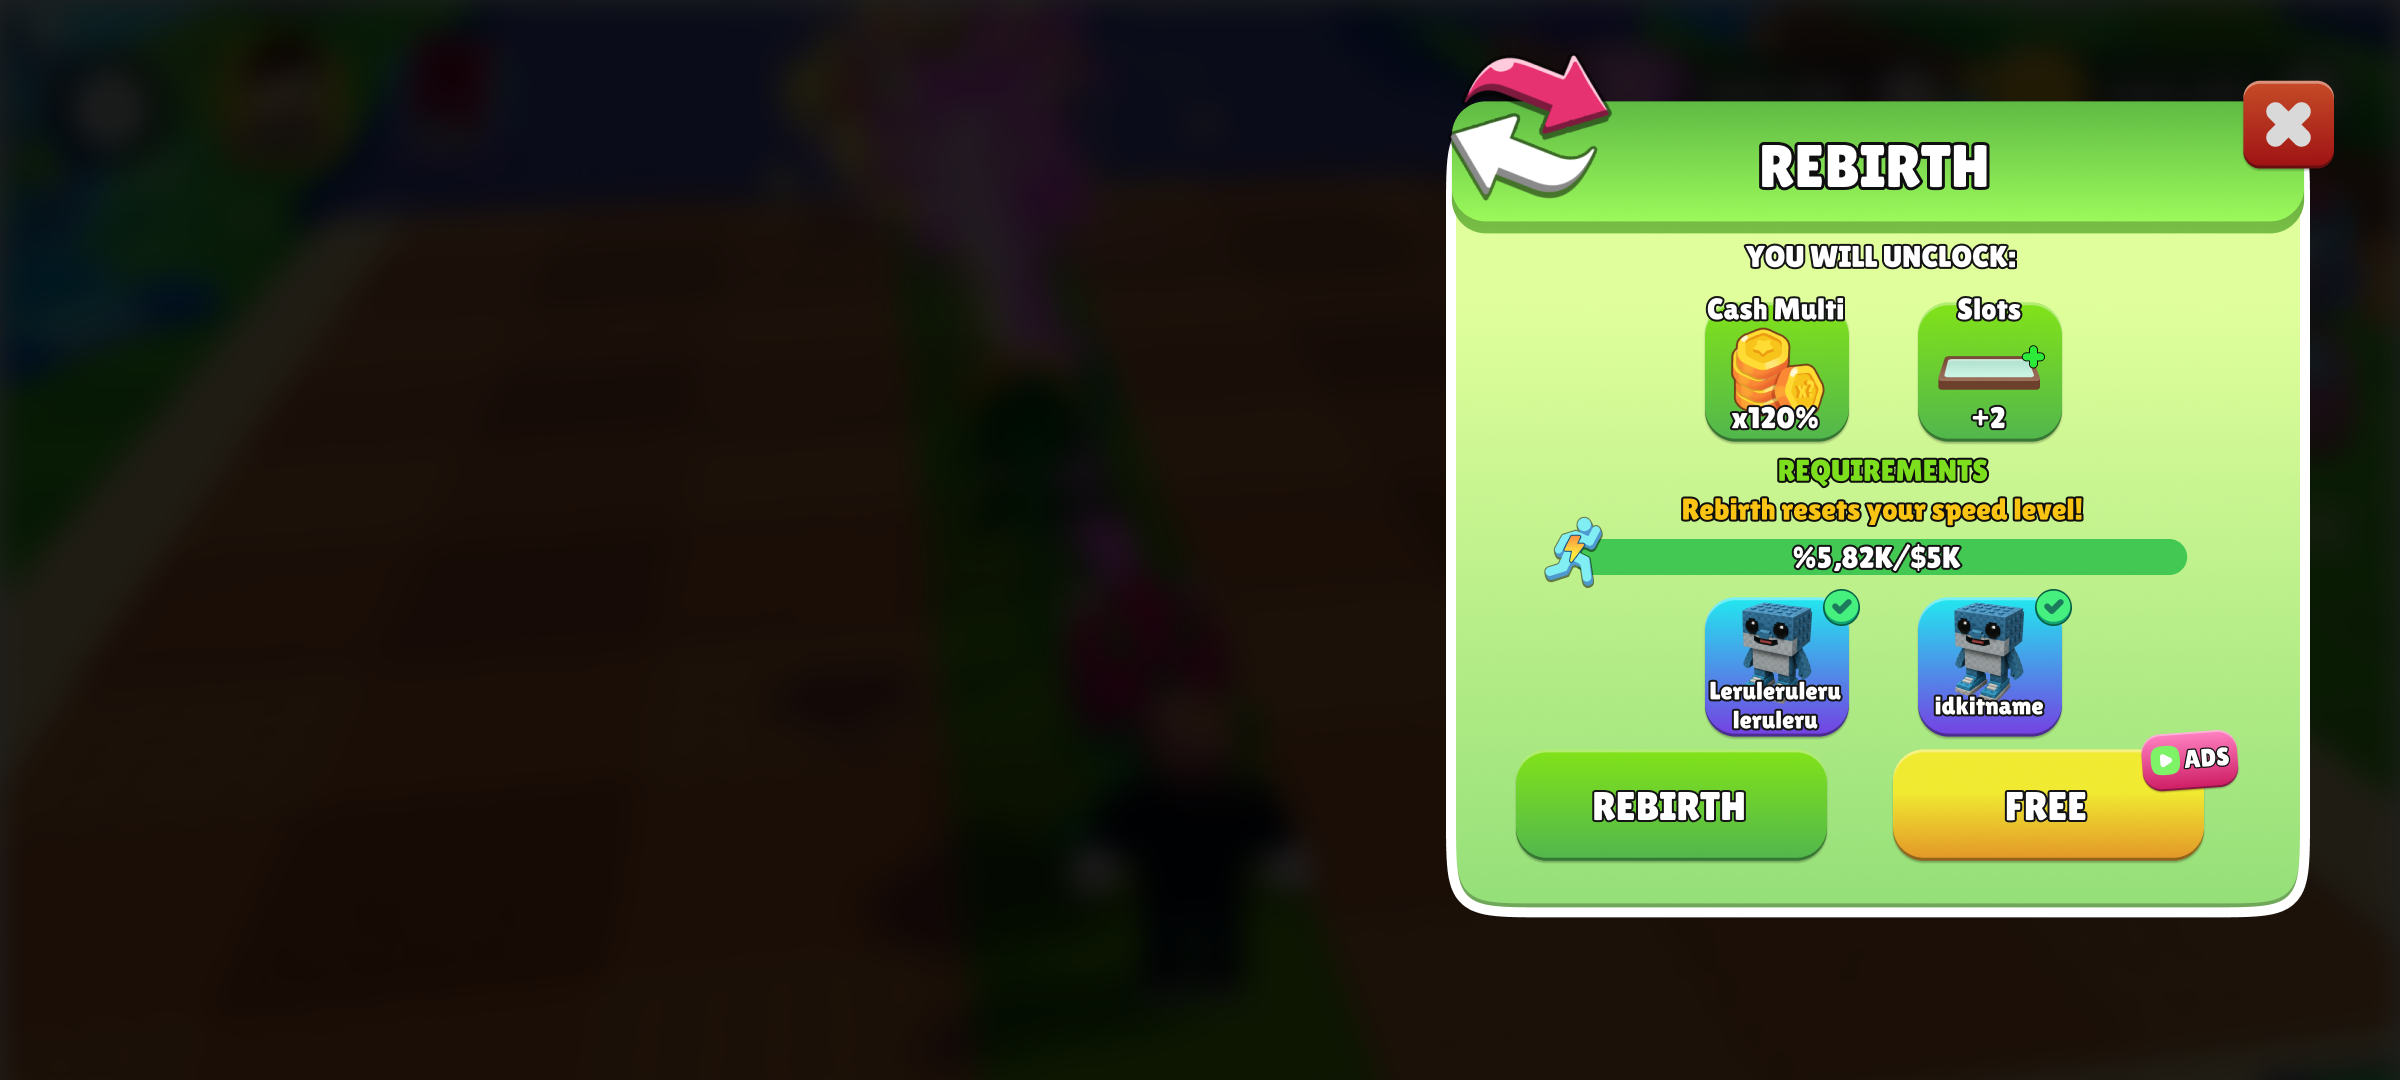 REBIRTH
YOU WILL UNCLOCK:
Cash Multi
Slots
x120%
+2
REQUIREMENTS
Rebirth resets your speed level!
%5,82K/$5K
Leruleruleru
leruleru
idkitname
ADS
REBIRTH
FREE